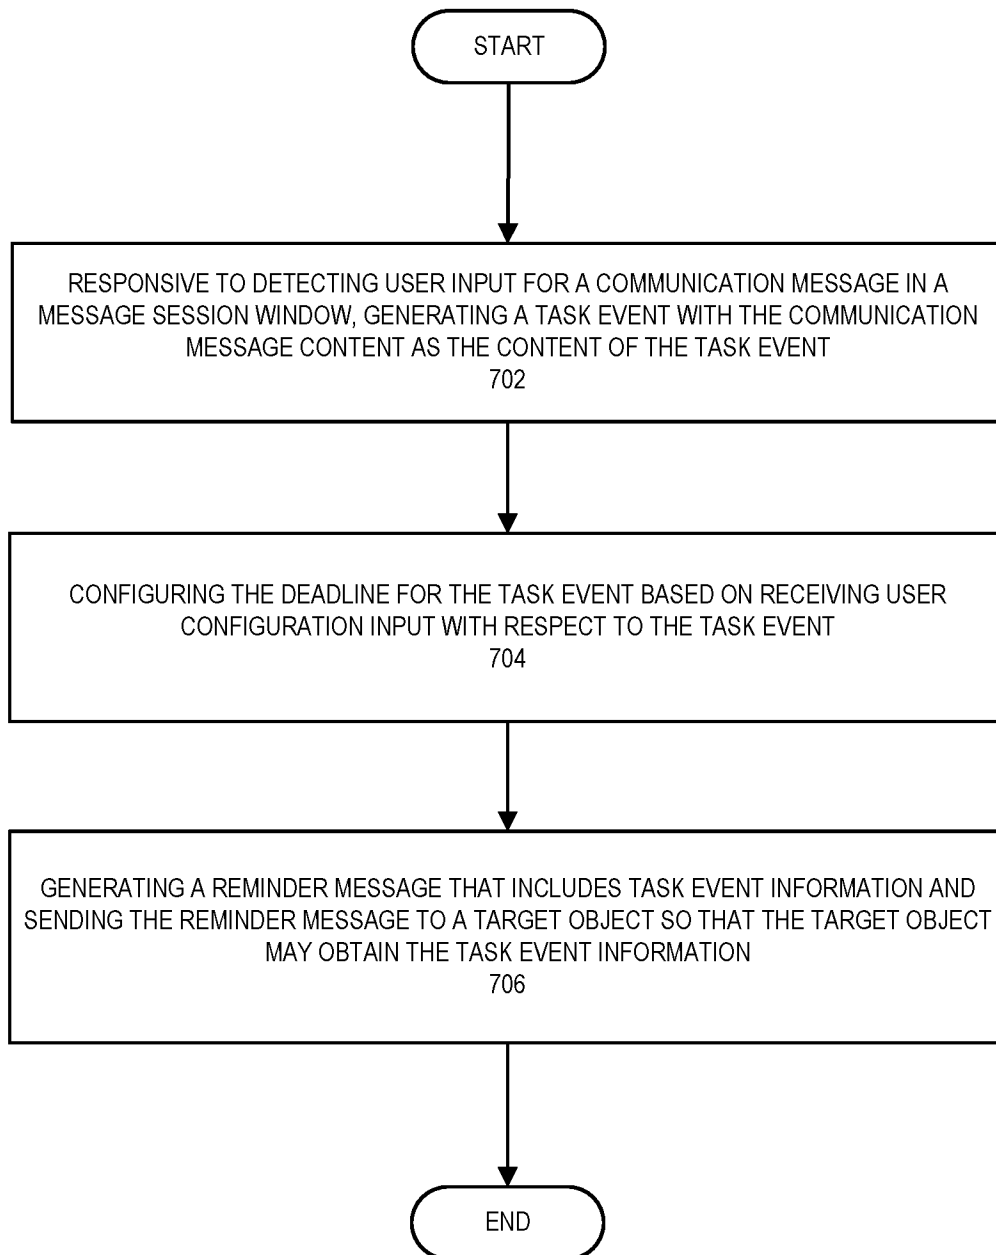 START
RESPONSIVE TO DETECTING USER INPUT FOR A COMMUNICATION MESSAGE IN A
MESSAGE SESSION WINDOW, GENERATING A TASK EVENT WITH THE COMMUNICATION
MESSAGE CONTENT AS THE CONTENT OF THE TASK EVENT
702
CONFIGURING THE DEADLINE FOR THE TASK EVENT BASED ON RECEIVING USER
CONFIGURATION INPUT WITH RESPECT TO THE TASK EVENT
704
GENERATING A REMINDER MESSAGE THAT INCLUDES TASK EVENT INFORMATION AND
SENDING THE REMINDER MESSAGE TO A TARGET OBJECT SO THAT THE TARGET OBJECT
MAY OBTAIN THE TASK EVENT INFORMATION
706
END